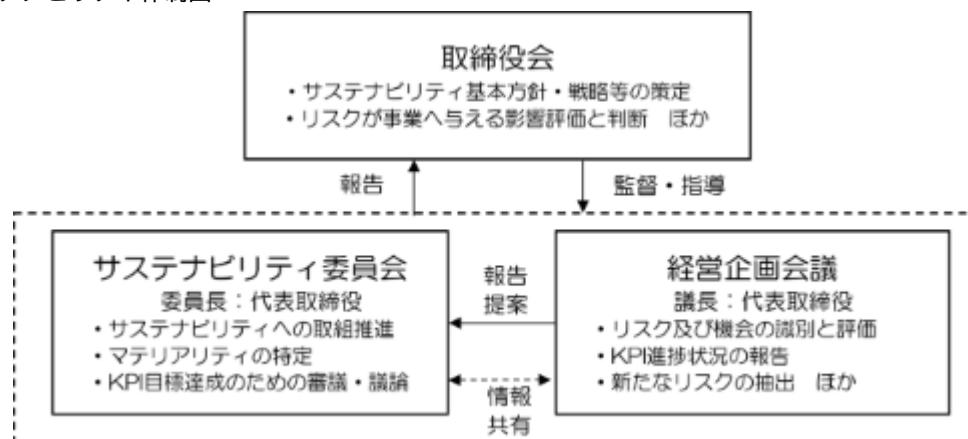 取締役会
・サステナビリティ基本方針・戦略等の策定
・リスクが事業へ与える影響評価と判断　ほか
報告
監督・指導
サステナビリティ委員会
委員長：代表取締役
・サステナビリティへの取組推進
・マテリアリティの特定
・KPI目標達成のための審議・議論
報告
提案
情報
共有
経営企画会議
議長：代表取締役
・リスク及び機会の識別と評価
・KPI進捗状況の報告
・新たなリスクの抽出　ほか